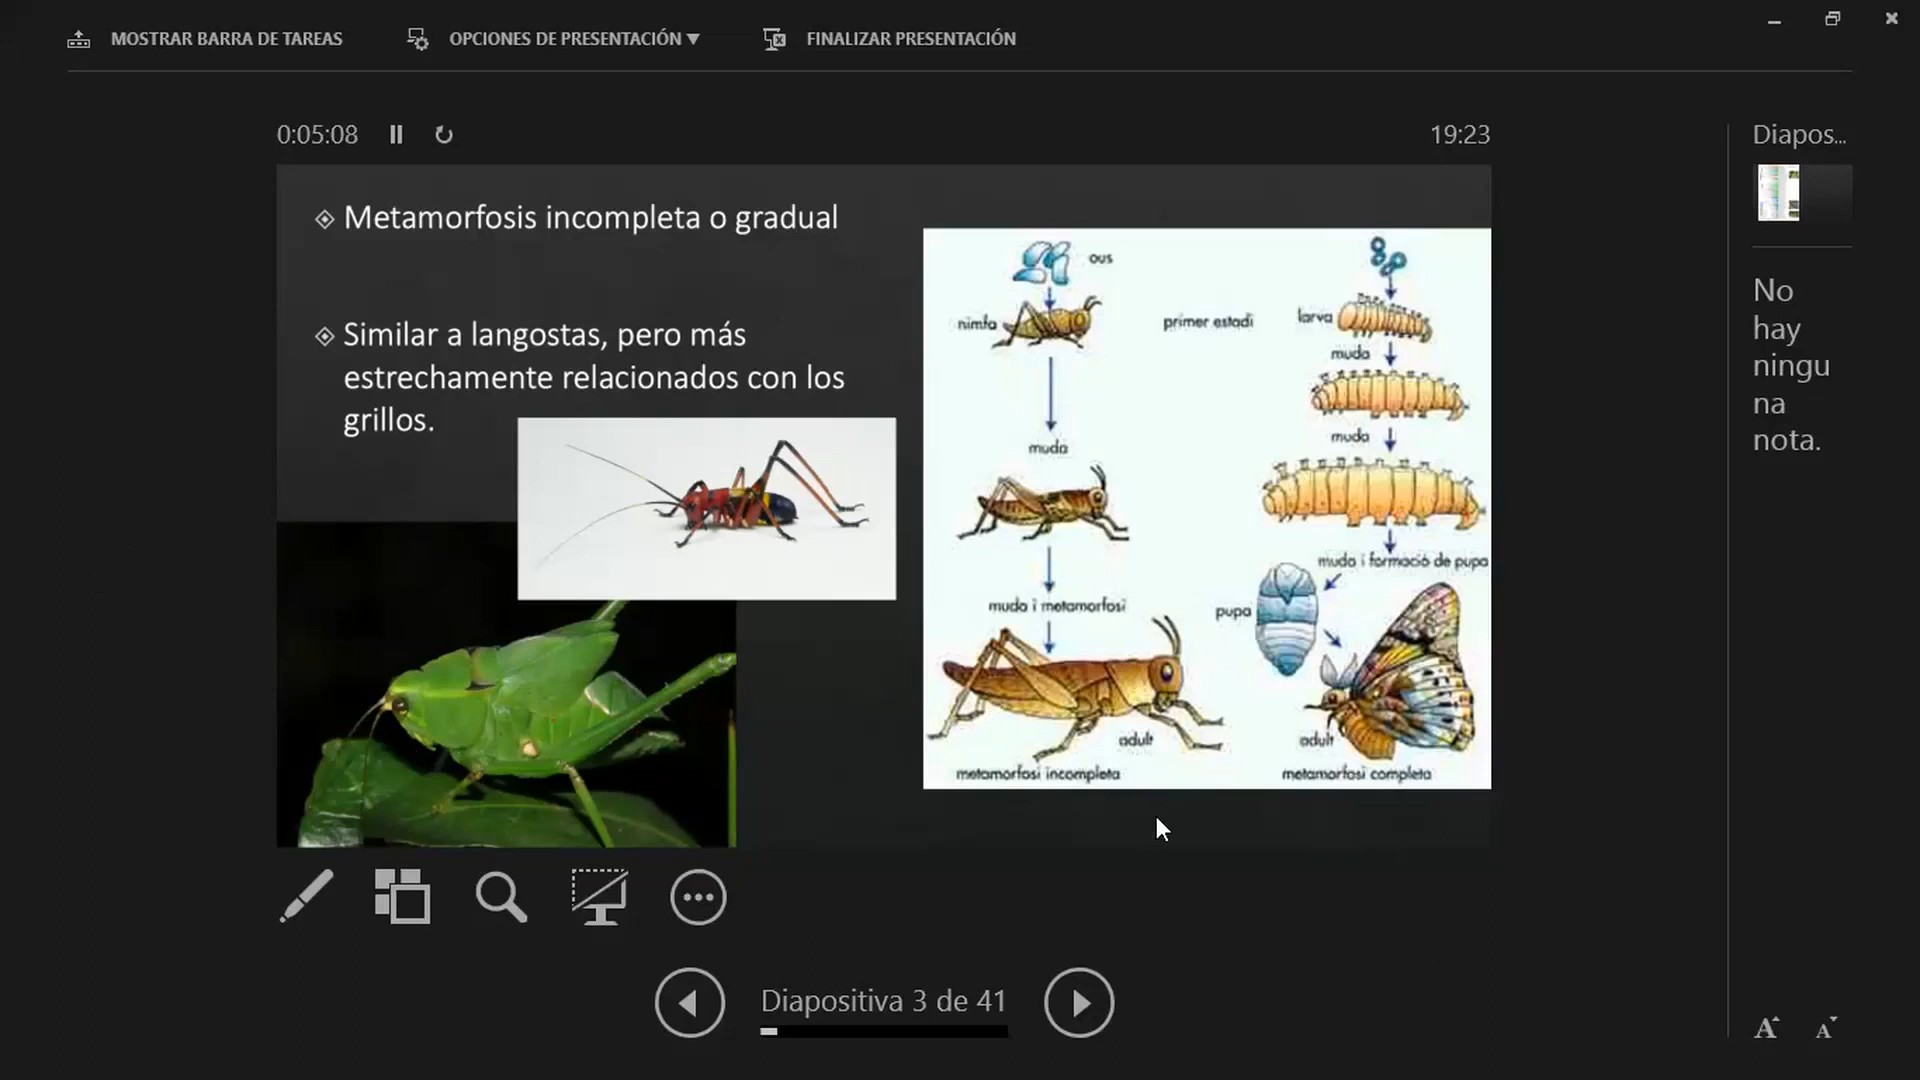 MOSTRAR BARRA DE TAREAS
OPCIONES DE PRESENTACIÓN ▼
FINALIZAR PRESENTACIÓN
0:05:08
19:23
Metamorfosis incompleta o gradual
Similar a langostas, pero más
estrechamente relacionados con los
grillos.
ous
nimfa
primer estadi
larva
muda
muda
muda
muda i formació de pupa
muda i metamorfosi
pupa
adult
adult
metamorfosi incompleta
metamorfosi completa
Diapos...
No
hay
ningu
na
nota.
Diapositiva 3 de 41
A
A